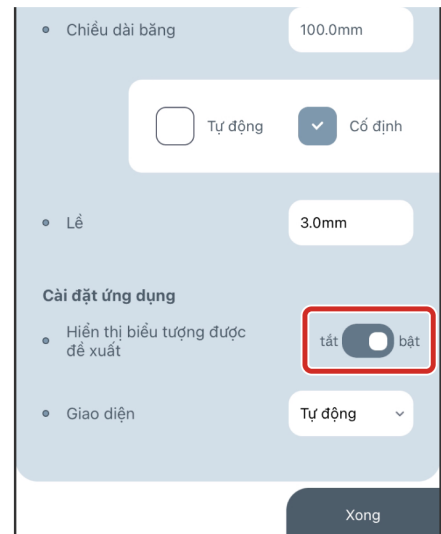 Chiều dài băng
100.0mm
Tự động
Cố định
Lề
3.0mm
Cài đặt ứng dụng
Hiển thị biểu tượng được
đề xuất
tắt
bật
Giao diện
Tự động
Xong